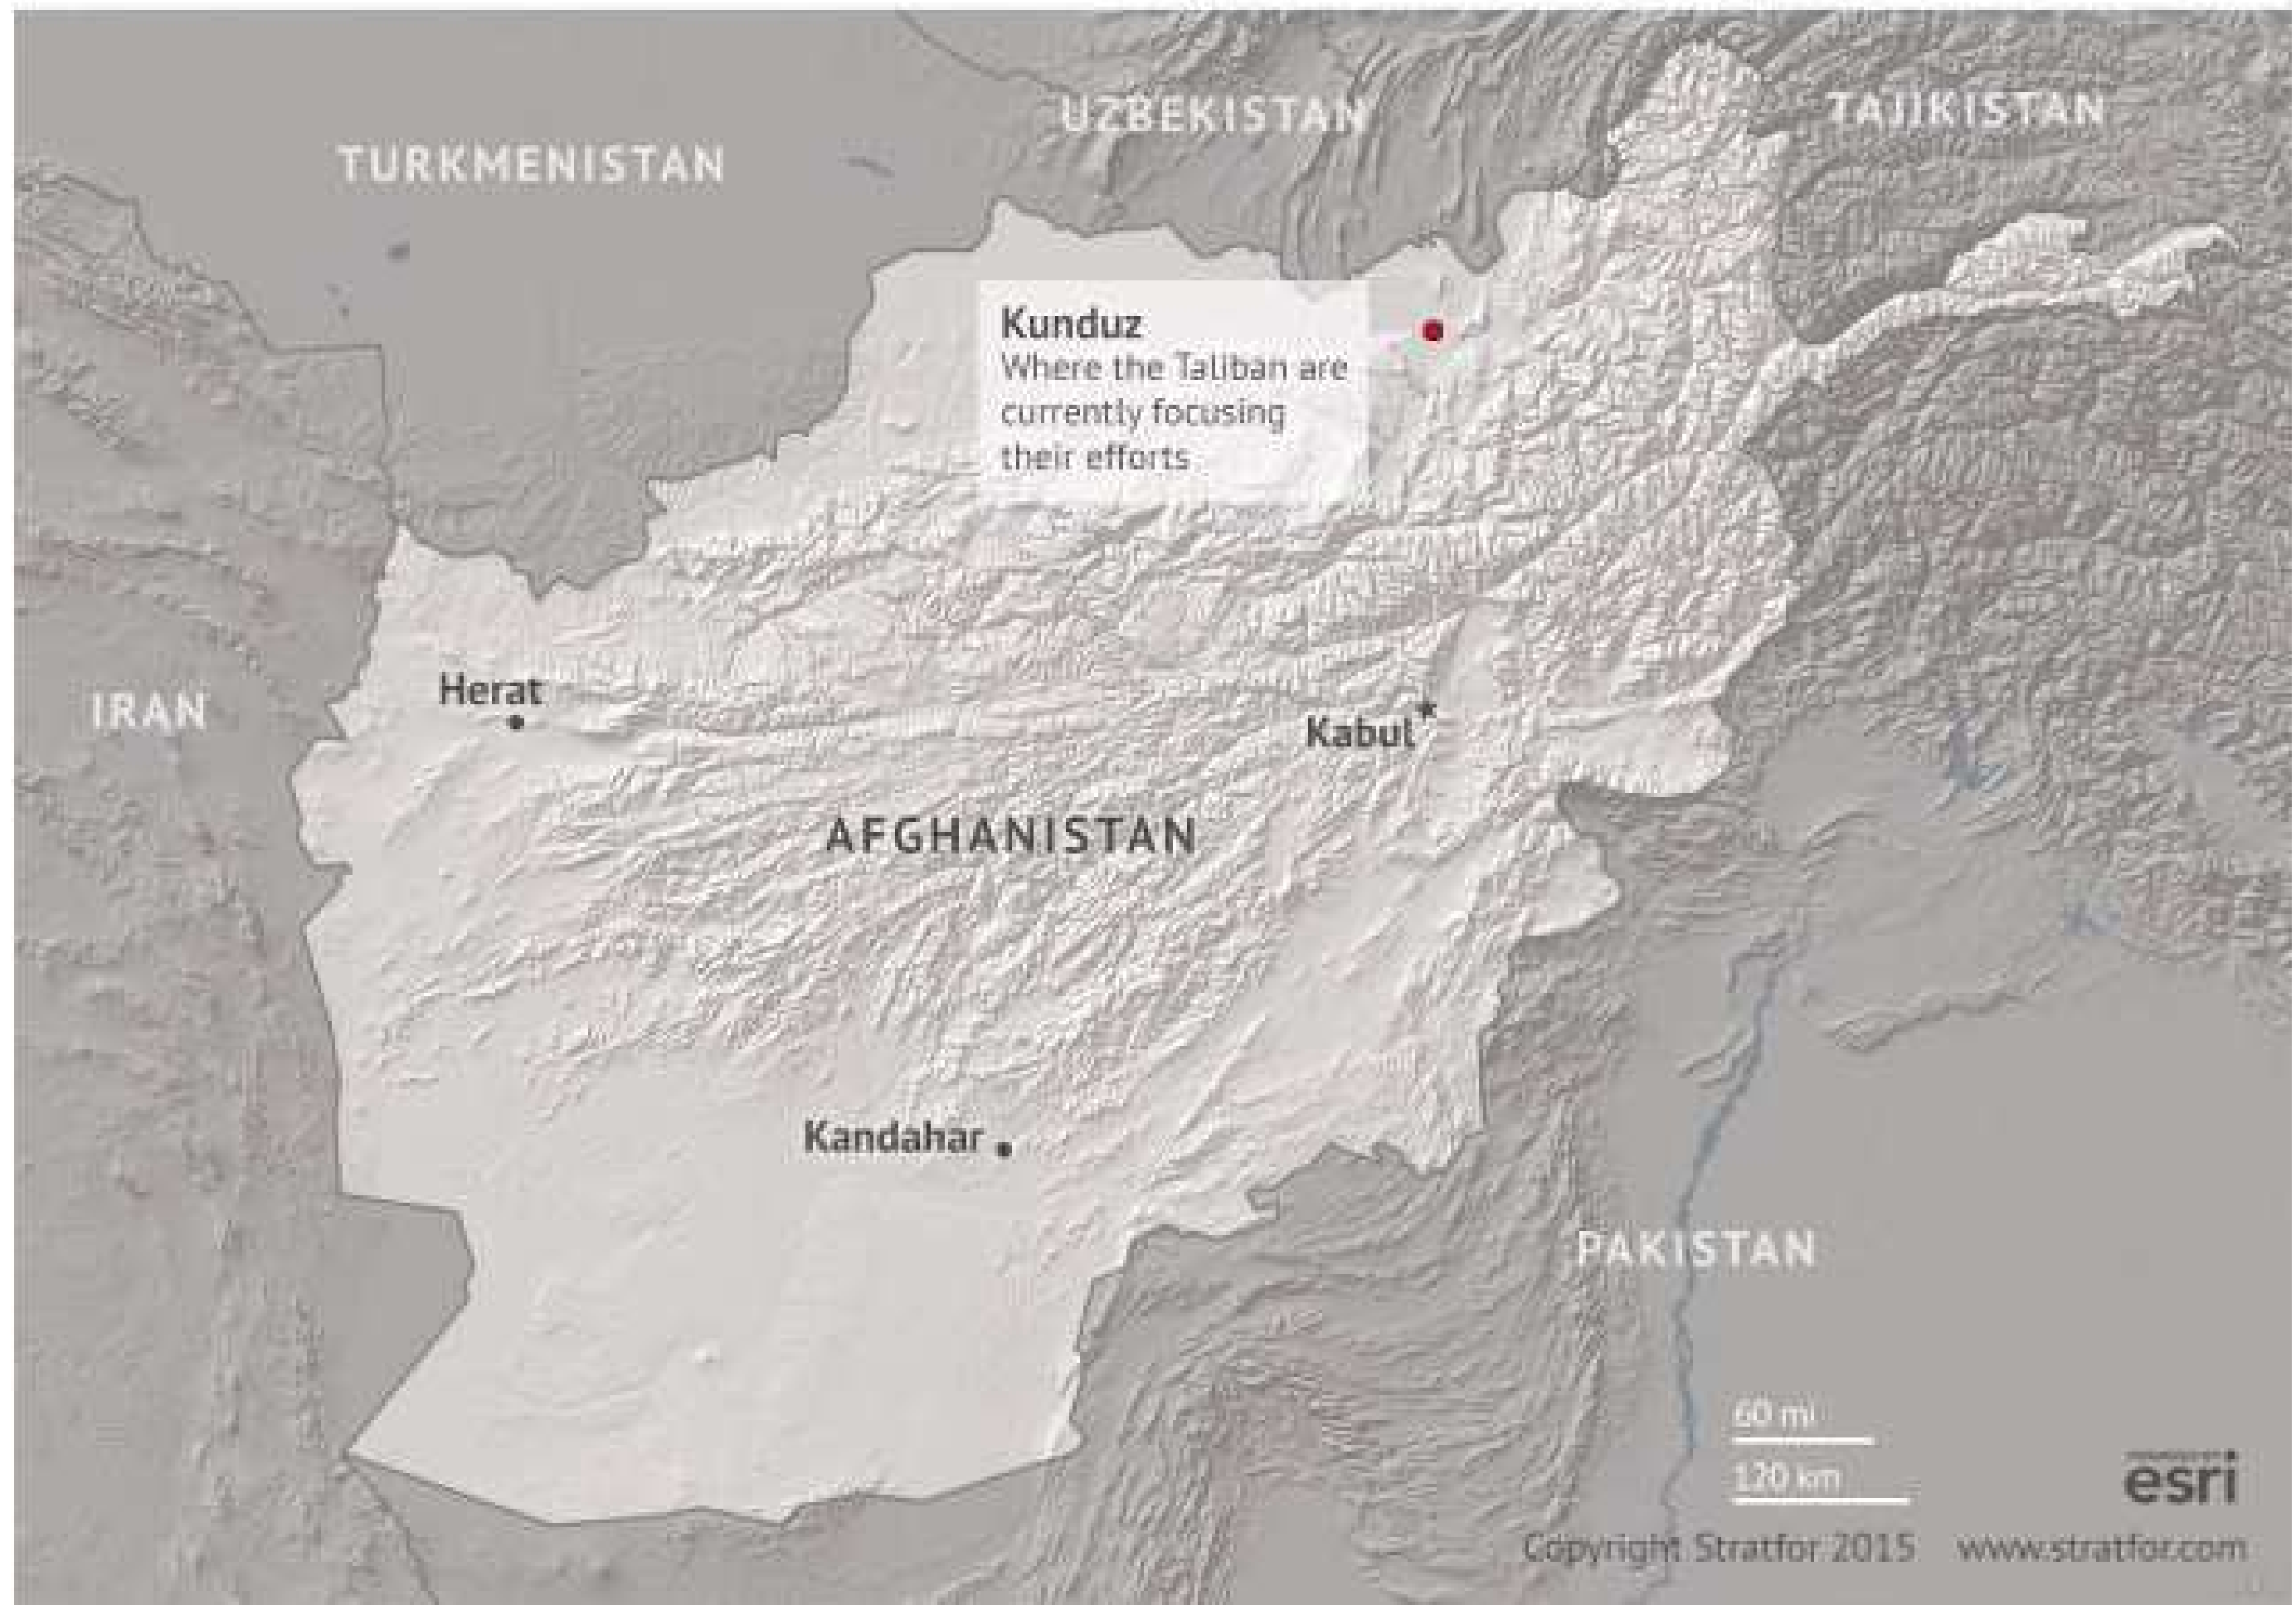 UZBEKISTAN
TAJIKISTAN
TURKMENISTAN
Kunduz
Where the Taliban are
currently focusing
their efforts
Herat
IRAN
Kabul
AFGHANISTAN
Kandahar
PAKISTAN
60 mi
120 km
esri
Copyright Stratfor 2015 www.stratfor.com